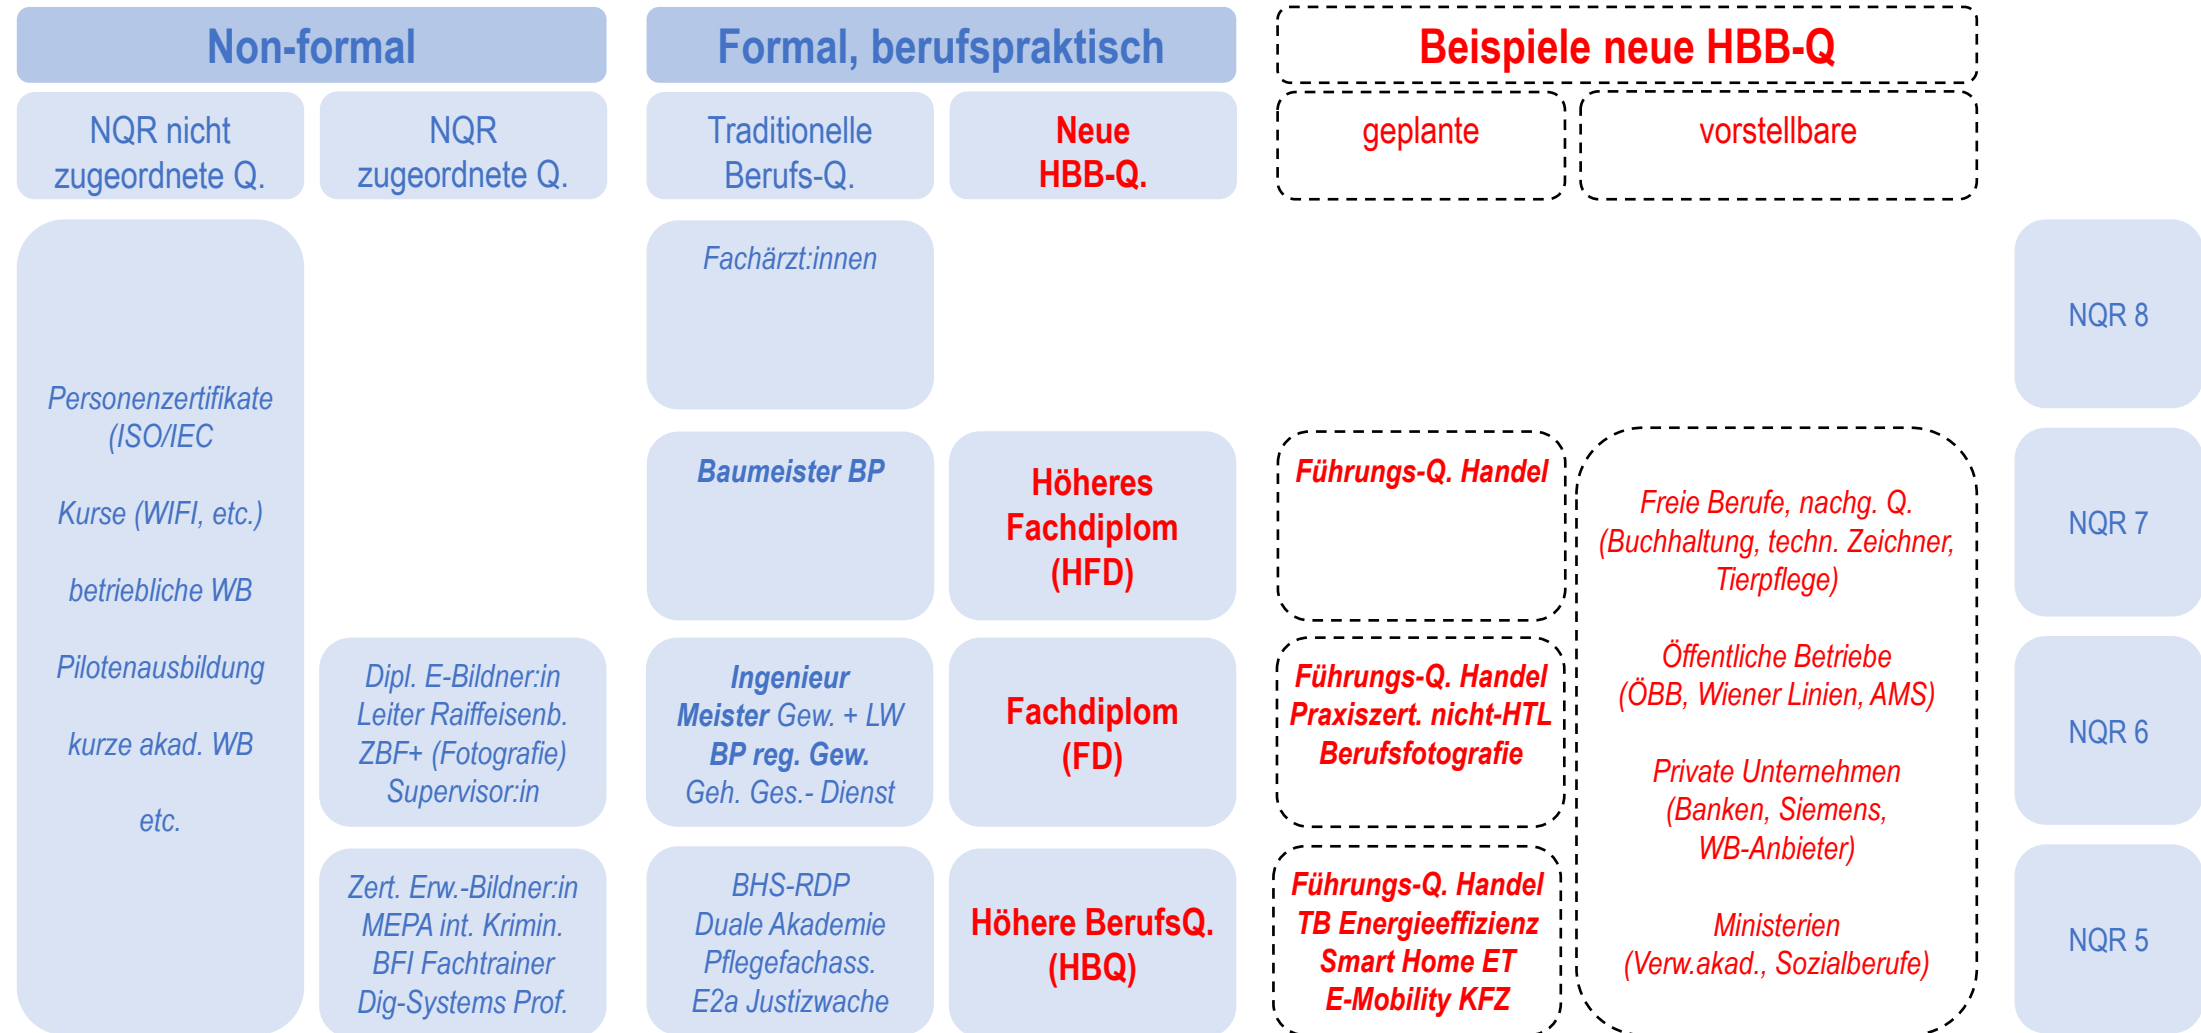 Non-formal
Formal, berufspraktisch
Beispiele neue HBB-Q
NQR nicht
zugeordnete Q.
NQR
zugeordnete Q.
Traditionelle
Berufs-Q.
Neue
HBB-Q.
geplante
vorstellbare
Personenzertifikate
(ISO/IEC
Kurse (WIFI, etc.)
betriebliche WB
Pilotenausbildung
kurze akad. WB
etc.
Fachärzt:innen
NQR 8
Baumeister BP
Höheres
Fachdiplom
(HFD)
Führungs-Q. Handel
Freie Berufe, nachg. Q.
(Buchhaltung, techn. Zeichner,
Tierpflege)
Öffentliche Betriebe
(ÖBB, Wiener Linien, AMS)
Private Unternehmen
(Banken, Siemens,
WB-Anbieter)
Ministerien
(Verw.akad., Sozialberufe)
NQR 7
Dipl. E-Bildner:in
Leiter Raiffeisenb.
ZBF+ (Fotografie)
Supervisor:in
Ingenieur
Meister Gew. + LW
BP reg. Gew.
Geh. Ges.- Dienst
Fachdiplom
(FD)
Führungs-Q. Handel
Praxiszert. nicht-HTL
Berufsfotografie
NQR 6
Zert. Erw.-Bildner:in
MEPA int. Krimin.
BFI Fachtrainer
Dig-Systems Prof.
BHS-RDP
Duale Akademie
Pflegefachass.
E2a Justizwache
Höhere BerufsQ.
(HBQ)
Führungs-Q. Handel
TB Energieeffizienz
Smart Home ET
E-Mobility KFZ
NQR 5